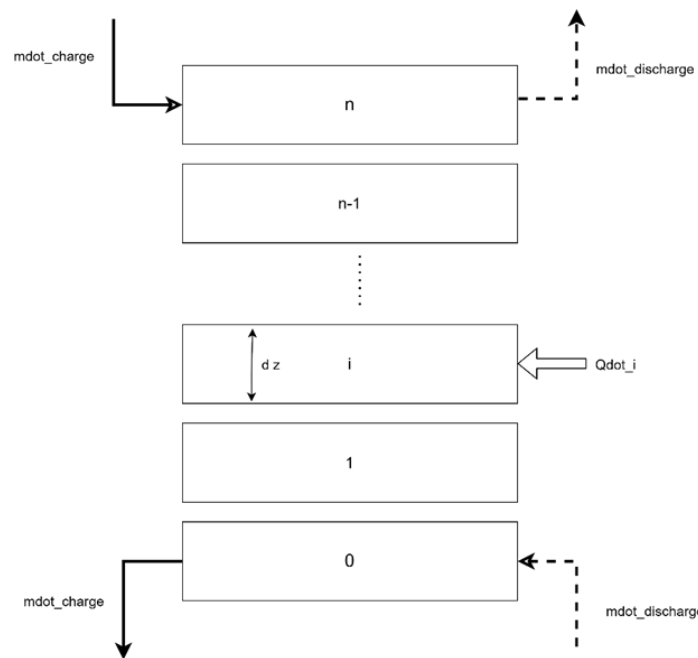 mdot_charge
mdot_discharge
n
n-1
d z
i
Qdot_i
1
0
mdot_charge
mdot_discharge